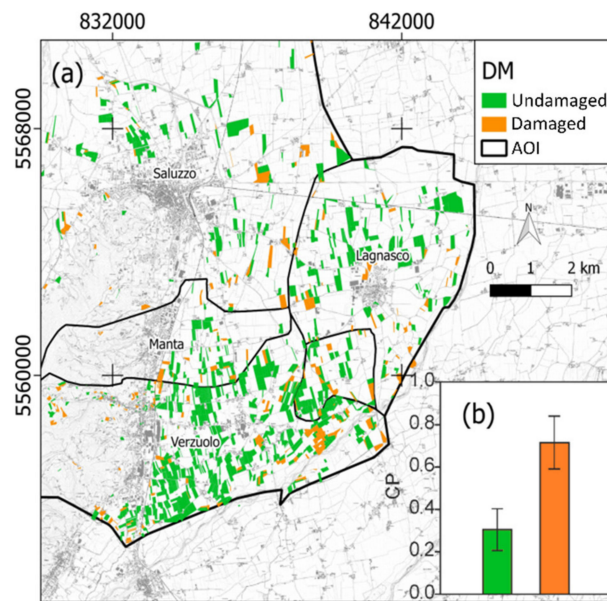 832000
842000
(a)
DM
Undamaged
Damaged
AOI
5568000
Saluzzo
N
Lagnasco
0 1 2 km
Manta
5560000
Verzuolo
(b)
CP
1.0
0.8
0.6
0.4
0.2
0.0